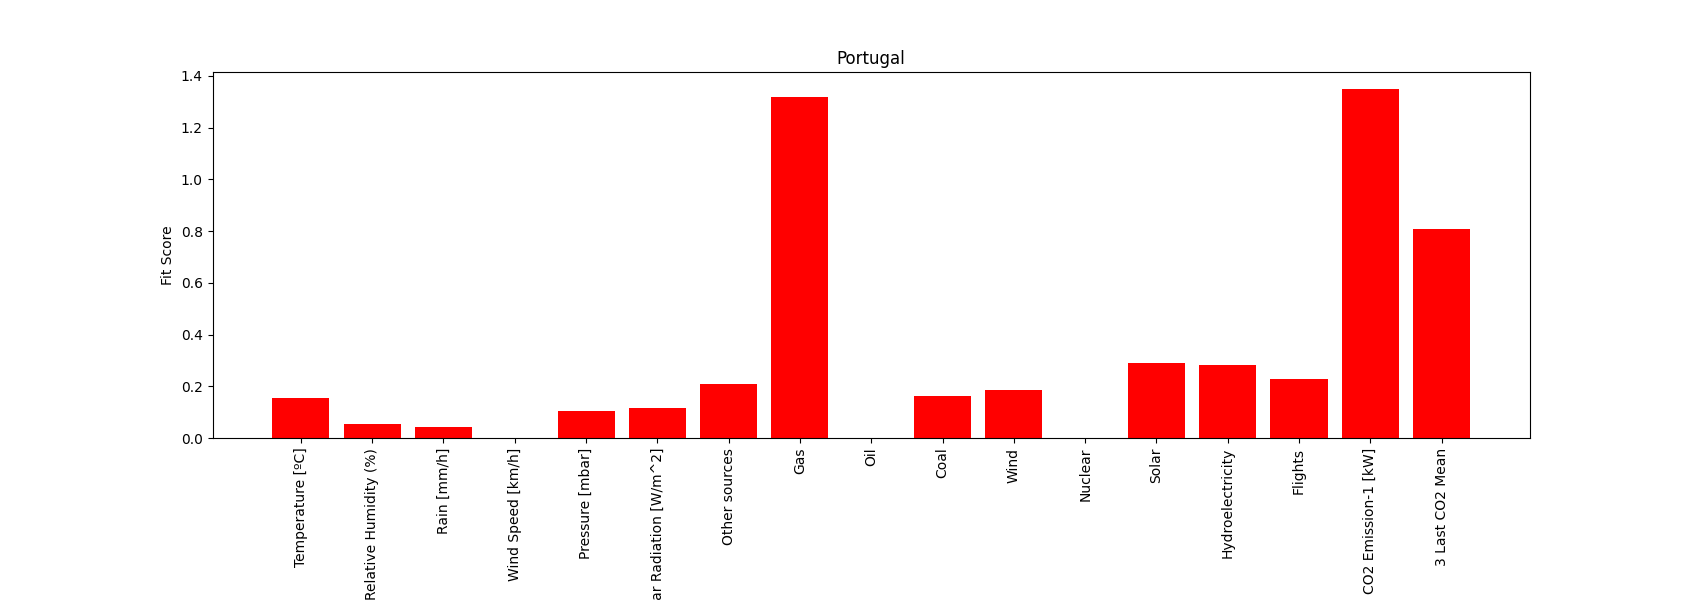 Portugal
Fit Score
1.4
1.2
1.0
0.8
0.6
0.4
0.2
0.0
Temperature [ºC]
Relative Humidity (%)
Rain [mm/h]
Wind Speed [km/h]
Pressure [mbar]
ar Radiation [W/m^2]
Other sources
Gas
Oil
Coal
Wind
Nuclear
Solar
Hydroelectricity
Flights
CO2 Emission-1 [kW]
3 Last CO2 Mean